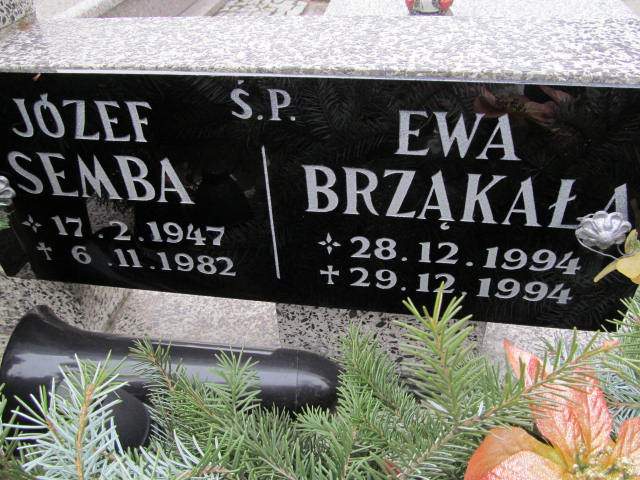 Ś.P.
JÓZEF
SEMBA
✧ 17.2.1947
✝ 6.11.1982
EWA
BRZĄKAŁA
✧ 28.12.1994
✝ 29.12.1994